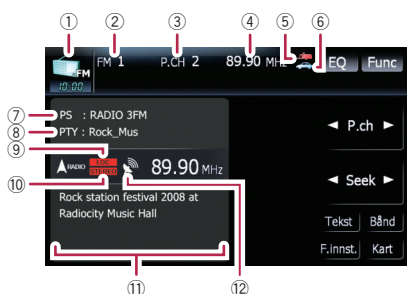 ① ② ③ ④ ⑤ ⑥
FM FM 1 P.CH 2 89.90 MHz EQ Func
10:00
⑦ PS : RADIO 3FM
⑧ PTY : Rock_Mus
◄ P.ch ►
⑨
RADIO 89.90 MHz
⑩
◄ Seek ►
Rock station festival 2008 at
Radiocity Music Hall
Tekst Bånd
F.innst. Kart
⑪ ⑫